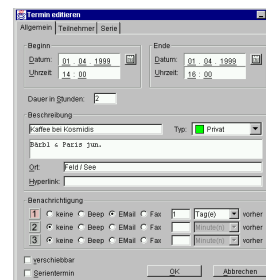 Termin editieren
Allgemein Teilnehmer Serie
Beginn Ende
Datum: 01 . 04 . 1999 Datum: 01 . 04 . 1999
Uhrzeit: 14 : 00 Uhrzeit: 16 : 00
Dauer in Stunden: 2
Beschreibung
Kaffee bei Kosmidis Typ: Privat
Bärbl & Paris jun.
Ort: Feld / See
Hyperlink:
Benachrichtigung
1 keine Beep EMail Fax 1 Tag(e) vorher
2 keine Beep EMail Fax Minute(n) vorher
3 keine Beep EMail Fax Minute(n) vorher
verschiebbar
Serientermin OK Abbrechen